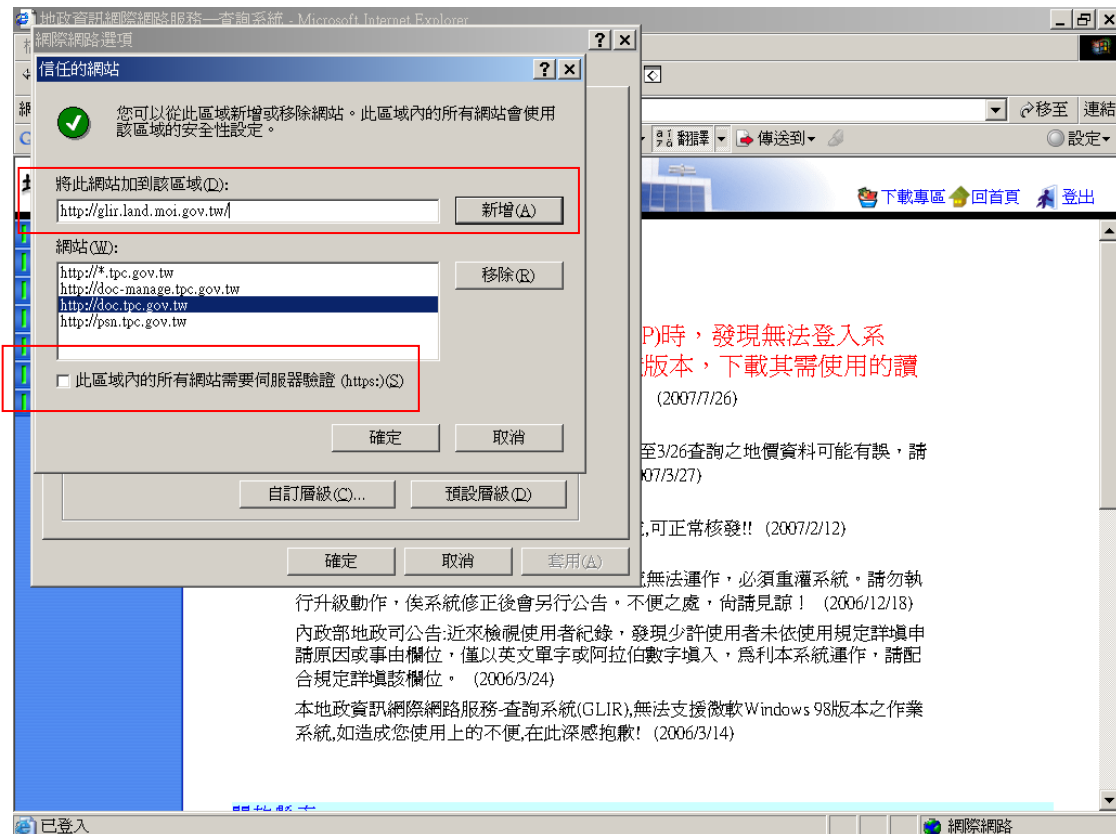 地政資訊網際網路服務—查詢系統 - Microsoft Internet Explorer
網際網路選項
信任的網站
您可以從此區域新增或移除網站。此區域內的所有網站會使用
該區域的安全性設定。
移至 連結
翻譯 傳送到 設定
將此網站加到該區域(D):
http://glir.land.moi.gov.tw/
新增(A)
下載專區 回首頁 登出
網站(W):
http://*.tpc.gov.tw
http://doc-manage.tpc.gov.tw
http://doc.tpc.gov.tw
http://psn.tpc.gov.tw
移除(R)
P)時，發現無法登入系
版本，下載其需使用的讀
(2007/7/26)
此區域內的所有網站需要伺服器驗證 (https:)(S)
確定 取消
至3/26查詢之地價資料可能有誤，請
007/3/27)
自訂層級(C)... 預設層級(D)
,可正常核發!! (2007/2/12)
確定 取消 套用(A)
無法運作，必須重灌系統。請勿執
行升級動作，俟系統修正後會另行公告。不便之處，尚請見諒！ (2006/12/18)
內政部地政司公告:近來檢視使用者紀錄，發現少許使用者未依使用規定詳填申
請原因或事由欄位，僅以英文單字或阿拉伯數字填入，為利本系統運作，請配
合規定詳填該欄位。 (2006/3/24)
本地政資訊網際網路服務-查詢系統(GLIR),無法支援微軟Windows 98版本之作業
系統,如造成您使用上的不便,在此深感抱歉! (2006/3/14)
已登入
網際網路